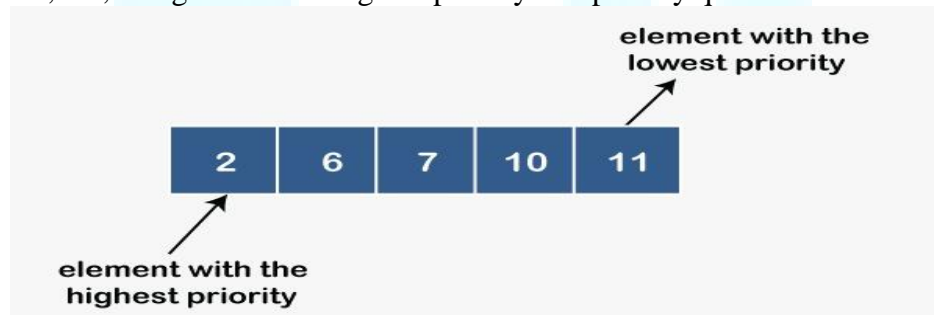 element with the
lowest priority
2 6 7 10 11
element with the
highest priority